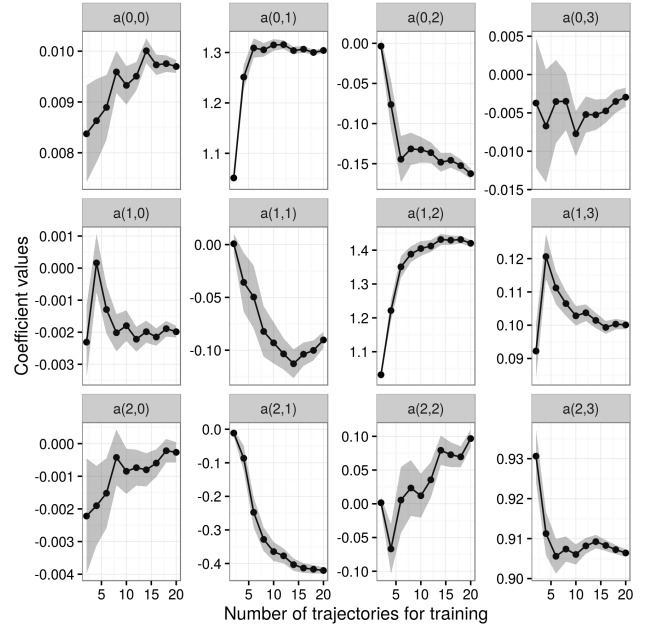 a(0,0) a(0,1) a(0,2) a(0,3)
0.010 0.009 0.008
1.3 1.2 1.1
0.00 -0.05 -0.10 -0.15
0.005 0.000 -0.005 -0.010 -0.015
a(1,0) a(1,1) a(1,2) a(1,3)
0.001 0.000 -0.001 -0.002 -0.003
0.00 -0.05 -0.10
1.4 1.3 1.2 1.1
0.12 0.11 0.10 0.09
Coefficient values
a(2,0) a(2,1) a(2,2) a(2,3)
0.000 -0.001 -0.002 -0.003 -0.004
0.0 -0.1 -0.2 -0.3 -0.4
0.10 0.05 0.00 -0.05 -0.10
0.93 0.92 0.91 0.90
5 10 15 20 5 10 15 20 5 10 15 20 5 10 15 20
Number of trajectories for training